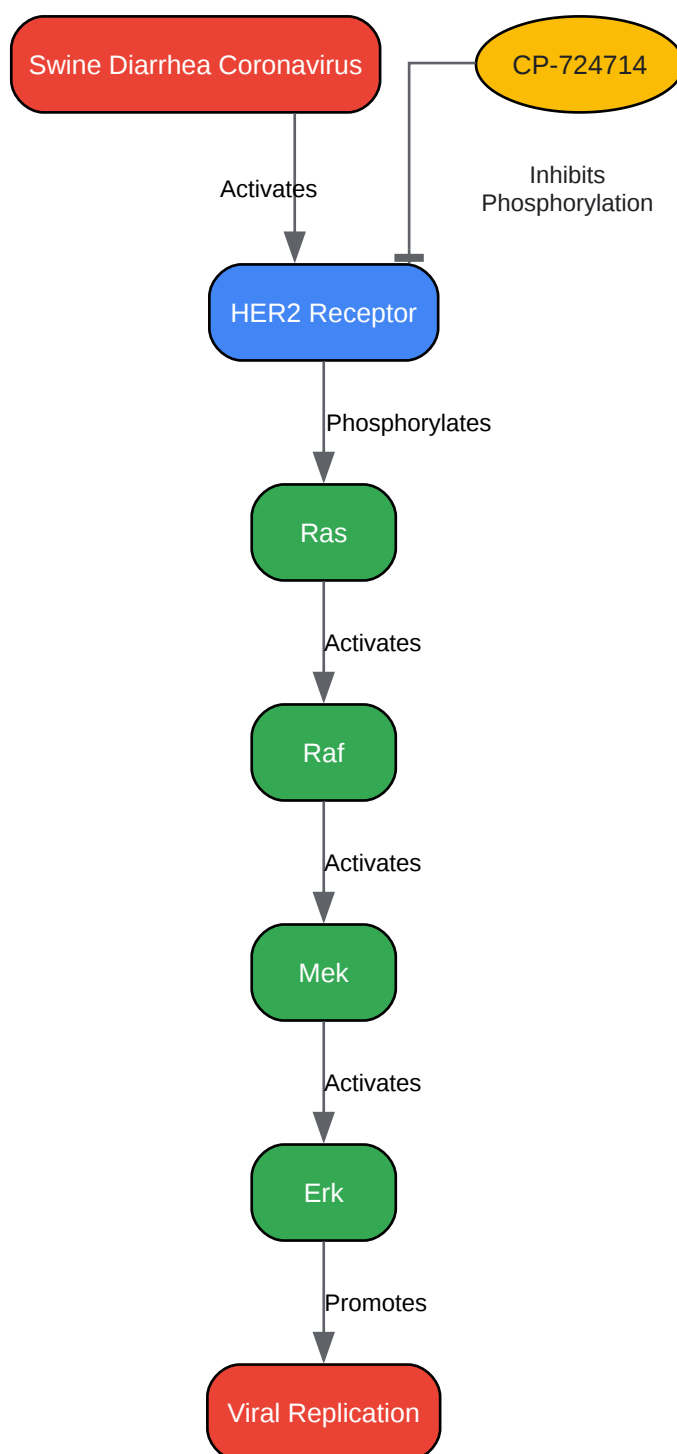 Swine Diarrhea Coronavirus
CP-724714
Activates
Inhibits
Phosphorylation
HER2 Receptor
Phosphorylates
Ras
Activates
Raf
Activates
Mek
Activates
Erk
Promotes
Viral Replication